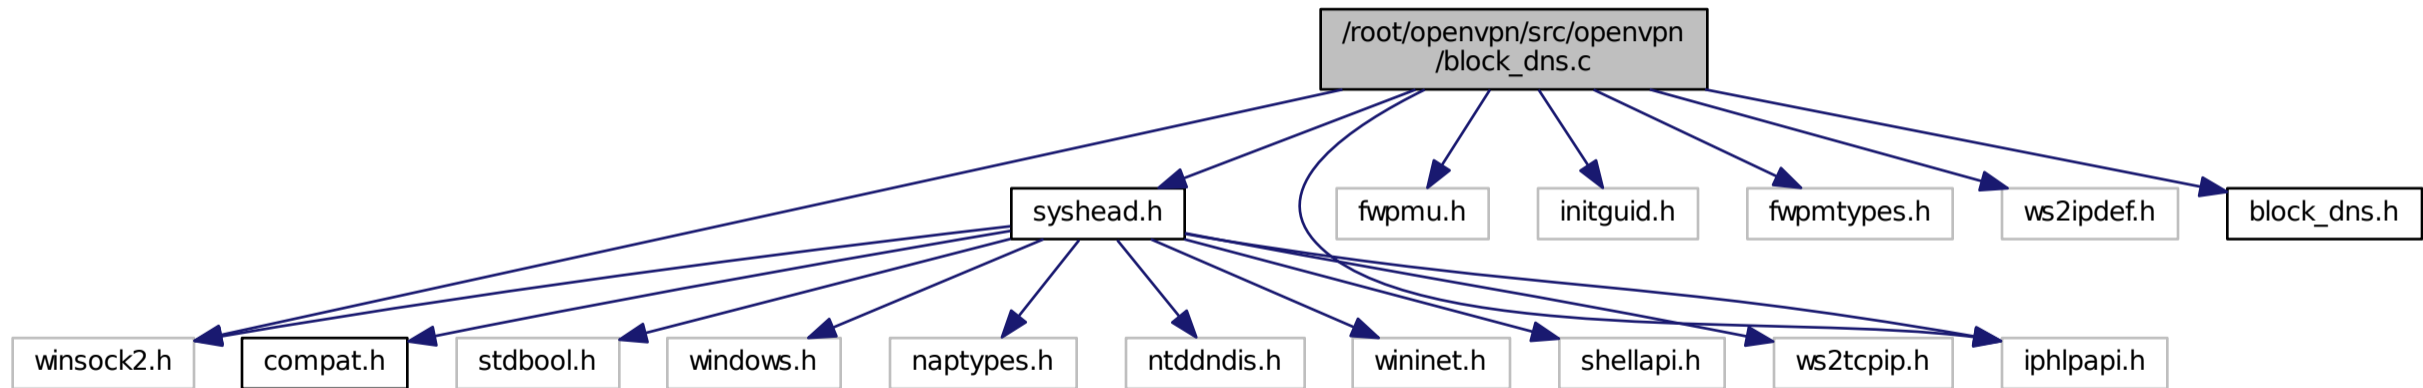 /root/openvpn/src/openvpn
/block_dns.c
syshead.h
fwpmu.h
initguid.h
fwpmtypes.h
ws2ipdef.h
block_dns.h
winsock2.h
compat.h
stdbool.h
windows.h
naptypes.h
ntddndis.h
wininet.h
shellapi.h
ws2tcpip.h
iphlpapi.h